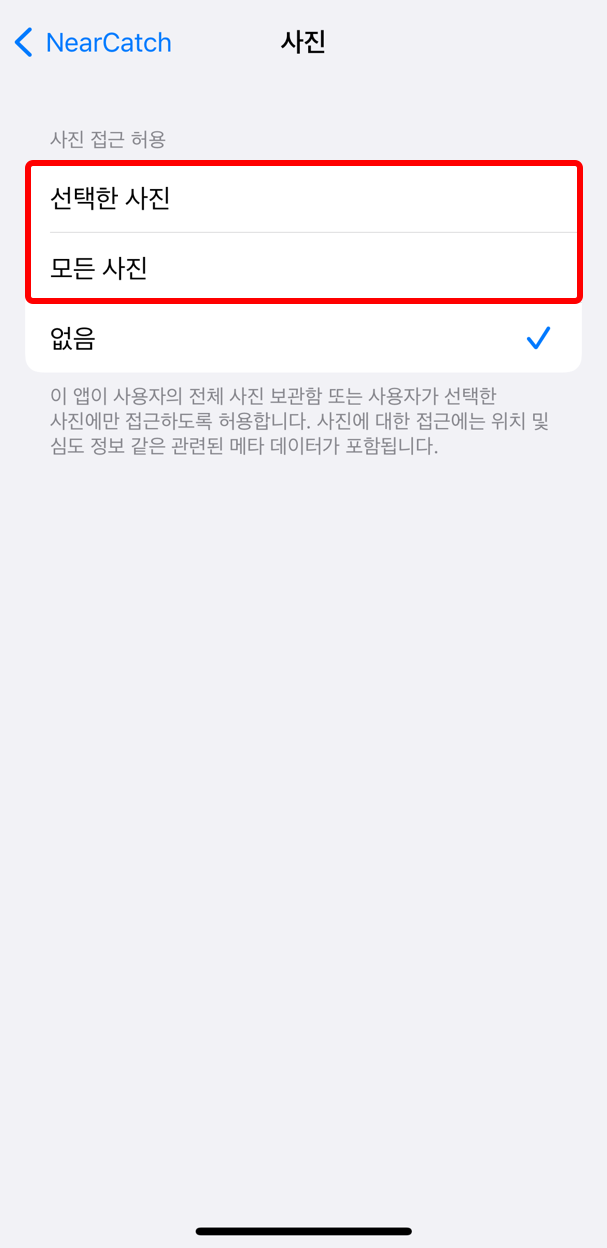 NearCatch
사진
사진 접근 허용
선택한 사진
모든 사진
없음
이 앱이 사용자의 전체 사진 보관함 또는 사용자가 선택한
사진에만 접근하도록 허용합니다. 사진에 대한 접근에는 위치 및
심도 정보 같은 관련된 메타 데이터가 포함됩니다.